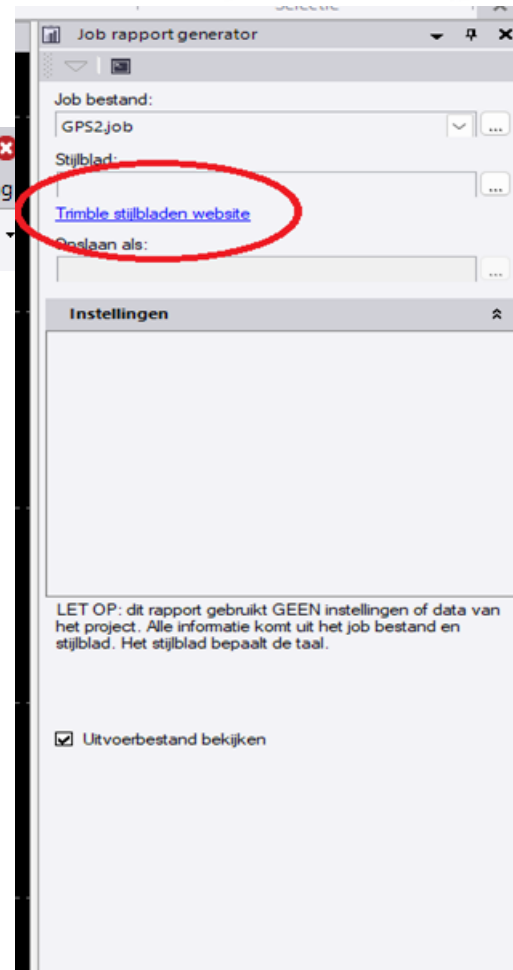 Job rapport generator
Job bestand:
GPS2.job
...
Stijlblad:
...
Trimble stijlbladen website
Opslaan als:
...
Instellingen
LET OP: dit rapport gebruikt GEEN instellingen of data van
het project. Alle informatie komt uit het job bestand en
stijlblad. Het stijlblad bepaalt de taal.
Uitvoerbestand bekijken
g